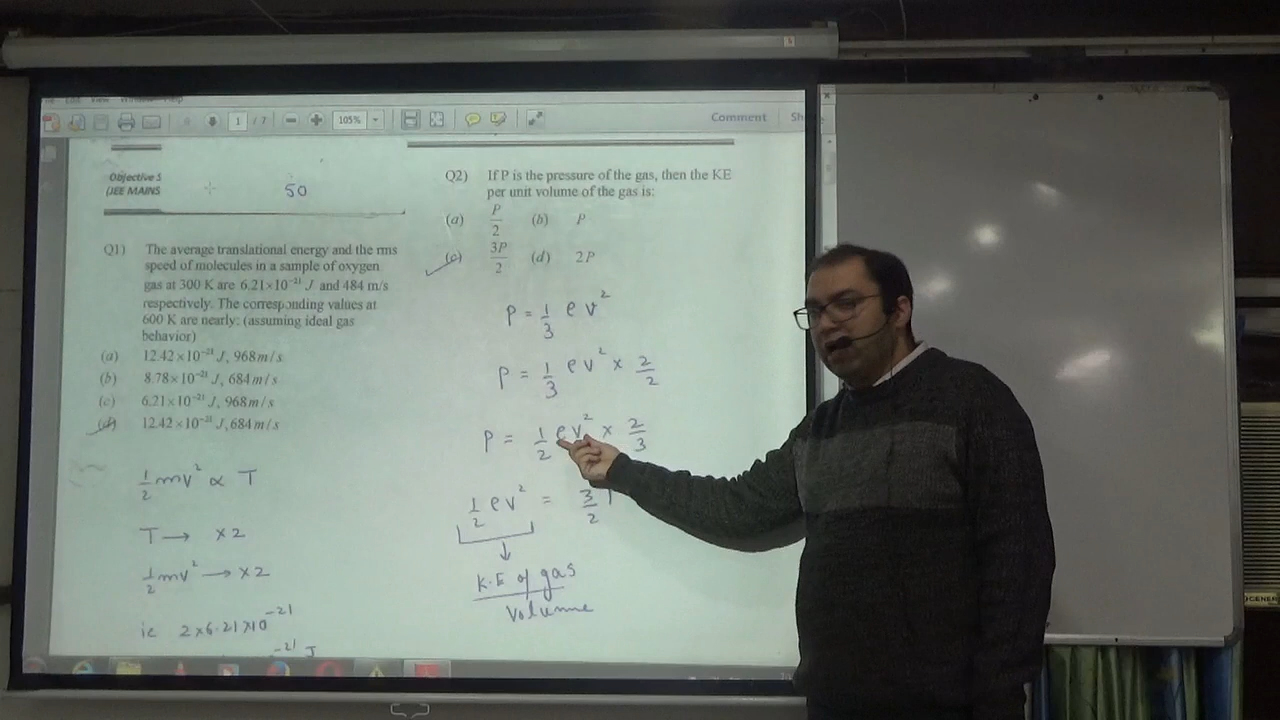 1 / 7
105%
Comment
Sh
Objective
(JEE MAINS
50
Q1) The average translational energy and the rms
speed of molecules in a sample of oxygen
gas at 300 K are 6.21×10⁻²¹ J and 484 m/s
respectively. The corresponding values at
600 K are nearly: (assuming ideal gas
behavior)
(a) 12.42×10⁻²¹ J, 968 m/s
(b) 8.78×10⁻²¹ J, 684 m/s
(c) 6.21×10⁻²¹ J, 968 m/s
(d) 12.42×10⁻²¹ J, 684 m/s
1/2 mv² ∝ T
T → ×2
1/2 mv² → ×2
ie 2×6.21×10⁻²¹
⁻²¹ J
Q2) If P is the pressure of the gas, then the KE
per unit volume of the gas is:
(a) P/2 (b) P
(c) 3P/2 (d) 2P
P = 1/3 ρv²
P = 1/3 ρv² × 2/2
P = 1/2 ρv² × 2/3
1/2 ρv² = 3/2 P
↓
K.E of gas
Volume